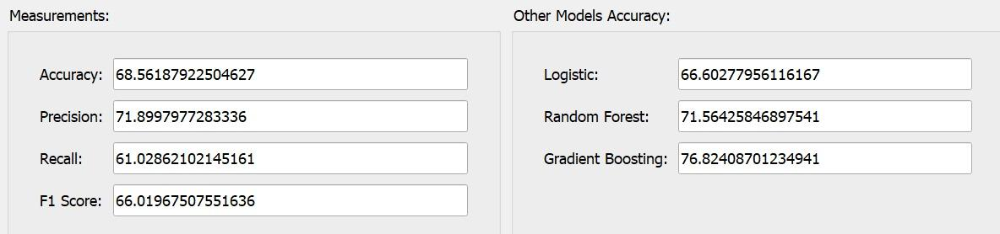 Measurements:
Accuracy: 68.56187922504627
Precision: 71.8997977283336
Recall: 61.02862102145161
F1 Score: 66.01967507551636
Other Models Accuracy:
Logistic: 66.60277956116167
Random Forest: 71.56425846897541
Gradient Boosting: 76.82408701234941